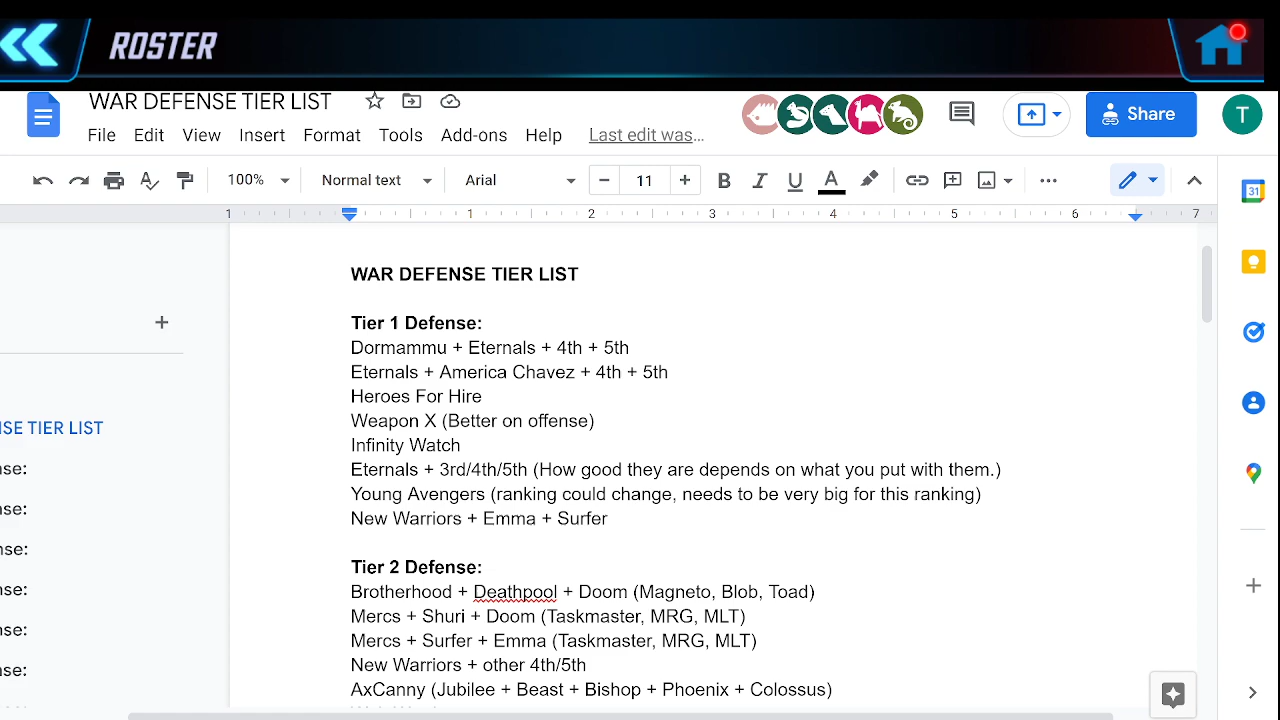 ROSTER
WAR DEFENSE TIER LIST
File Edit View Insert Format Tools Add-ons Help Last edit was...
T
Share
100% Normal text Arial 11 B I U A
31
1 1 2 3 4 5 6 7
WAR DEFENSE TIER LIST
Tier 1 Defense:
Dormammu + Eternals + 4th + 5th
Eternals + America Chavez + 4th + 5th
Heroes For Hire
Weapon X (Better on offense)
Infinity Watch
Eternals + 3rd/4th/5th (How good they are depends on what you put with them.)
Young Avengers (ranking could change, needs to be very big for this ranking)
New Warriors + Emma + Surfer
Tier 2 Defense:
Brotherhood + Deathpool + Doom (Magneto, Blob, Toad)
Mercs + Shuri + Doom (Taskmaster, MRG, MLT)
Mercs + Surfer + Emma (Taskmaster, MRG, MLT)
New Warriors + other 4th/5th
AxCanny (Jubilee + Beast + Bishop + Phoenix + Colossus)
SE TIER LIST
nse:
nse:
nse:
nse:
nse:
nse: